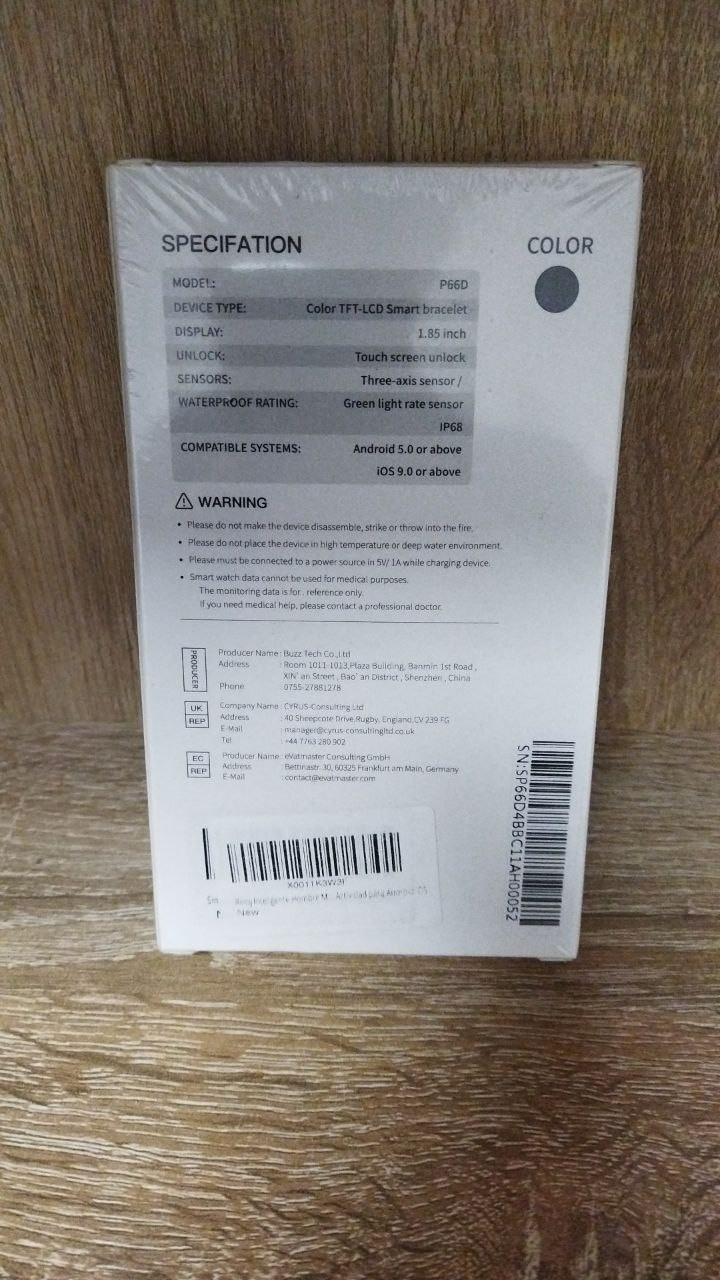 SPECIFATION
COLOR
MODEL: P66D
DEVICE TYPE: Color TFT-LCD Smart bracelet
DISPLAY: 1.85 inch
UNLOCK: Touch screen unlock
SENSORS: Three-axis sensor /
WATERPROOF RATING: Green light rate sensor
IP68
COMPATIBLE SYSTEMS: Android 5.0 or above
iOS 9.0 or above
WARNING
• Please do not make the device disassemble, strike or throw into the fire.
• Please do not place the device in high temperature or deep water environment.
• Please must be connected to a power source in 5V/ 1A while charging device.
• Smart watch data cannot be used for medical purposes.
The monitoring data is for . reference only.
If you need medical help, please contact a professional doctor.
PRODUCER
Producer Name : Buzz Tech Co.,Ltd
Address : Room 1011-1013,Plaza Building, Banmin 1st Road ,
XIN' an Street , Bao' an District , Shenzhen , China
Phone : 0755-27881278
UK
REP
Company Name : CYRUS-Consulting Ltd
Address : 40 Sheepcote Drive,Rugby, England,CV 239 FG
E-Mail : manager@cyrus-consultingltd.co.uk
Tel : +44 7763 280 902
EC
REP
Producer Name : eVatmaster Consulting GmbH
Address : Bettinastr. 30, 60325 Frankfurt am Main, Germany
E-Mail : contact@evatmaster.com
SN:SP66D4BBC11AH00052
X0011K3W3F
Reloj Inteligente Hombre M... Actividad para Android iOS
New